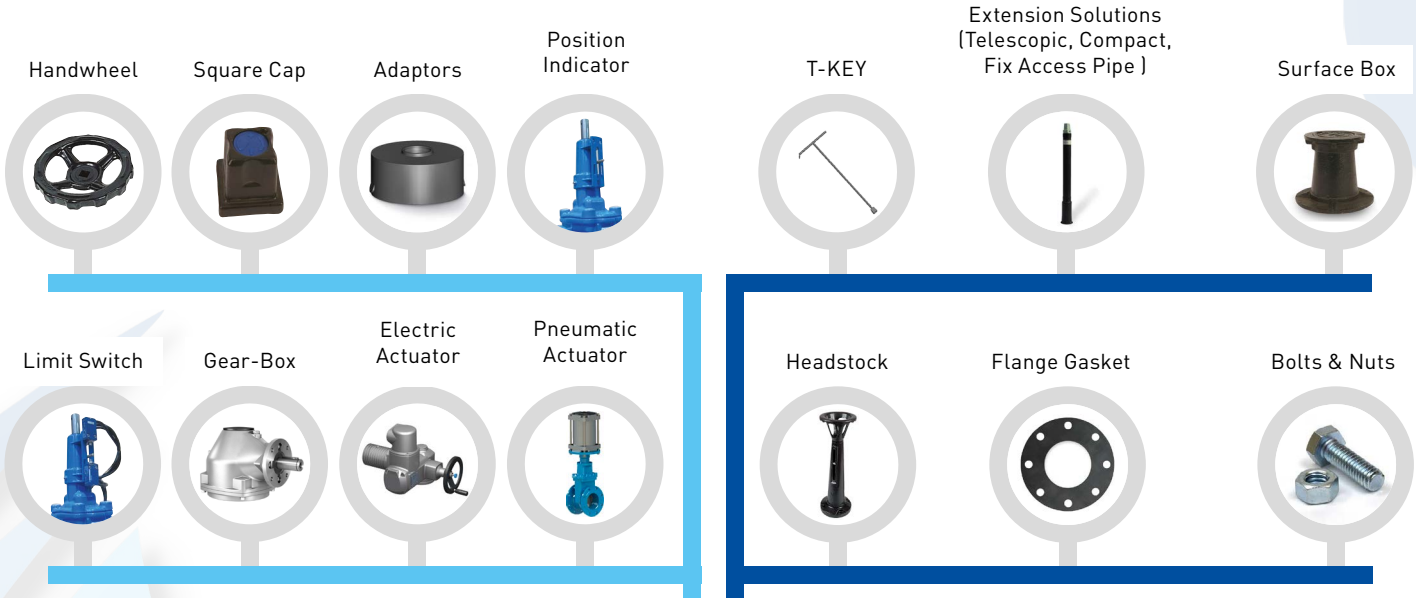 Handwheel
Square Cap
Adaptors
Position
Indicator
T-KEY
Extension Solutions
(Telescopic, Compact,
Fix Access Pipe )
Surface Box
Limit Switch
Gear-Box
Electric
Actuator
Pneumatic
Actuator
Headstock
Flange Gasket
Bolts & Nuts